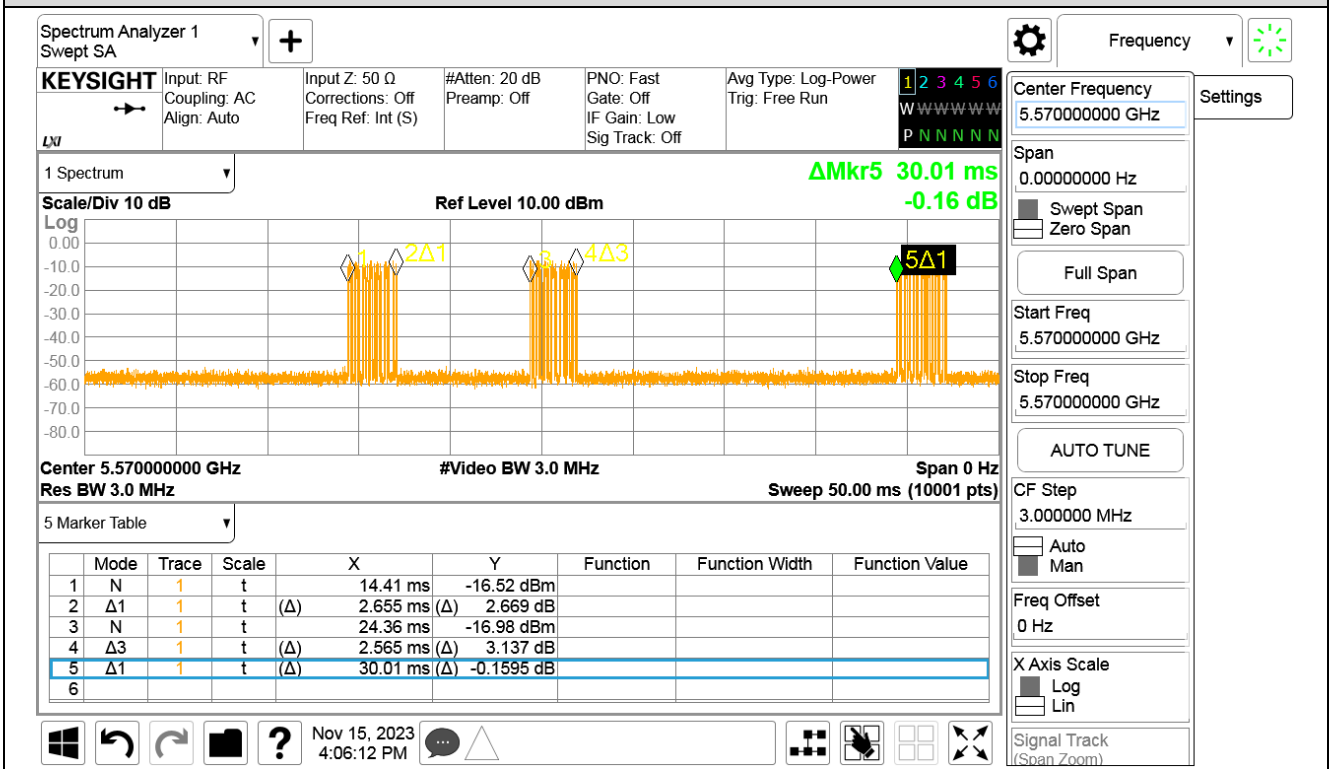 Spectrum Analyzer 1
Swept SA
Frequency
KEYSIGHT
LXI
Input: RF
Coupling: AC
Align: Auto
Input Z: 50 Ω
Corrections: Off
Freq Ref: Int (S)
#Atten: 20 dB
Preamp: Off
PNO: Fast
Gate: Off
IF Gain: Low
Sig Track: Off
Avg Type: Log-Power
Trig: Free Run
1 2 3 4 5 6
W W W W W W
P N N N N N
1 Spectrum
ΔMkr5 30.01 ms
-0.16 dB
Scale/Div 10 dB
Ref Level 10.00 dBm
Log
0.00
-10.0
-20.0
-30.0
-40.0
-50.0
-60.0
-70.0
-80.0
1
2Δ1
3
4Δ3
5Δ1
Center 5.570000000 GHz
#Video BW 3.0 MHz
Span 0 Hz
Res BW 3.0 MHz
Sweep 50.00 ms (10001 pts)
5 Marker Table
Mode Trace Scale X Y Function Function Width Function Value
1 N 1 t 14.41 ms -16.52 dBm
2 Δ1 1 t (Δ) 2.655 ms (Δ) 2.669 dB
3 N 1 t 24.36 ms -16.98 dBm
4 Δ3 1 t (Δ) 2.565 ms (Δ) 3.137 dB
5 Δ1 1 t (Δ) 30.01 ms (Δ) -0.1595 dB
6
?
Nov 15, 2023
4:06:12 PM
Settings
Center Frequency
5.570000000 GHz
Span
0.00000000 Hz
Swept Span
Zero Span
Full Span
Start Freq
5.570000000 GHz
Stop Freq
5.570000000 GHz
AUTO TUNE
CF Step
3.000000 MHz
Auto
Man
Freq Offset
0 Hz
X Axis Scale
Log
Lin
Signal Track
(Span Zoom)